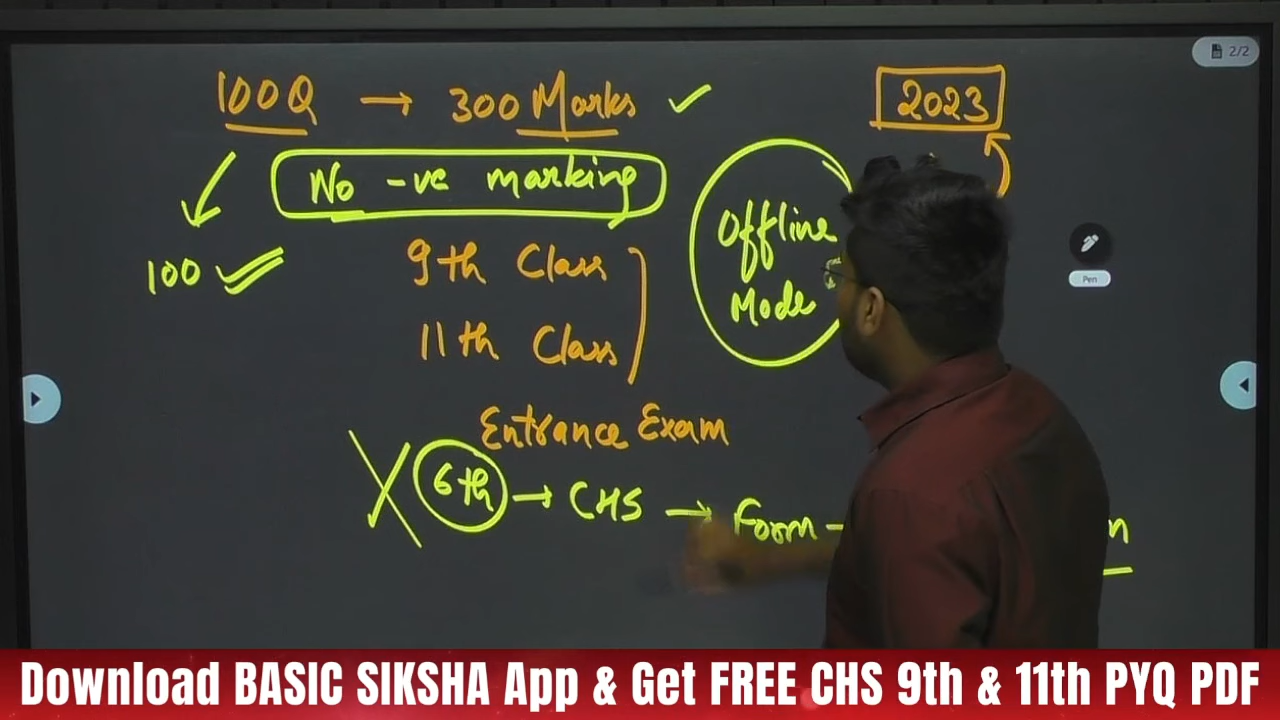 2/2
100Q → 300 Marks ✓
2023
No -ve marking
100 ✓
Offline
Mode
9th Class
11th Class
Pen
Entrance Exam
X 6th → CHS → Form -
Download BASIC SIKSHA App & Get FREE CHS 9th & 11th PYQ PDF